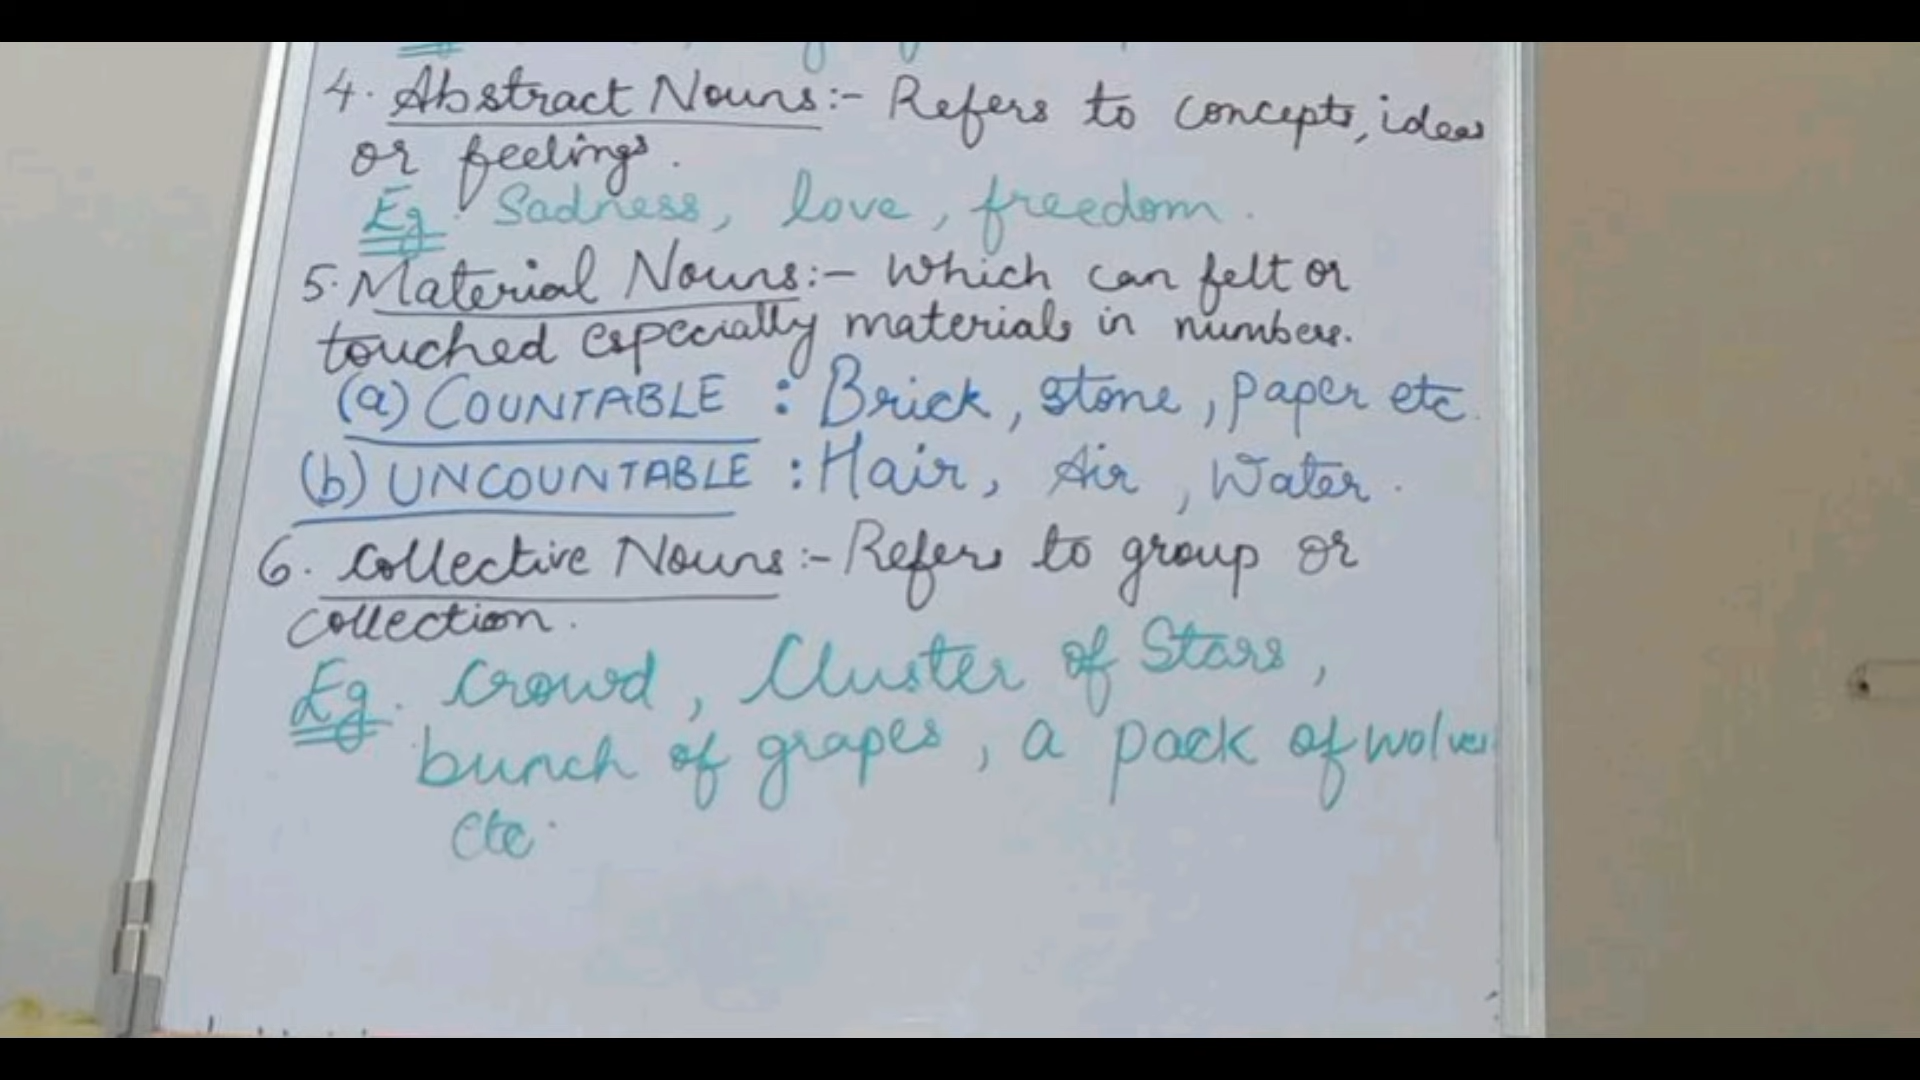 4. Abstract Nouns:- Refers to concepts, ideas
or feelings.
Eg. Sadness, love, freedom.
5. Material Nouns:- Which can felt or
touched especially materials in numbers.
(a) COUNTABLE : Brick, stone, paper etc.
(b) UNCOUNTABLE : Hair, Air, Water.
6. Collective Nouns:- Refers to group or
collection.
Eg. Crowd, Cluster of Stars,
bunch of grapes, a pack of wolves
etc.